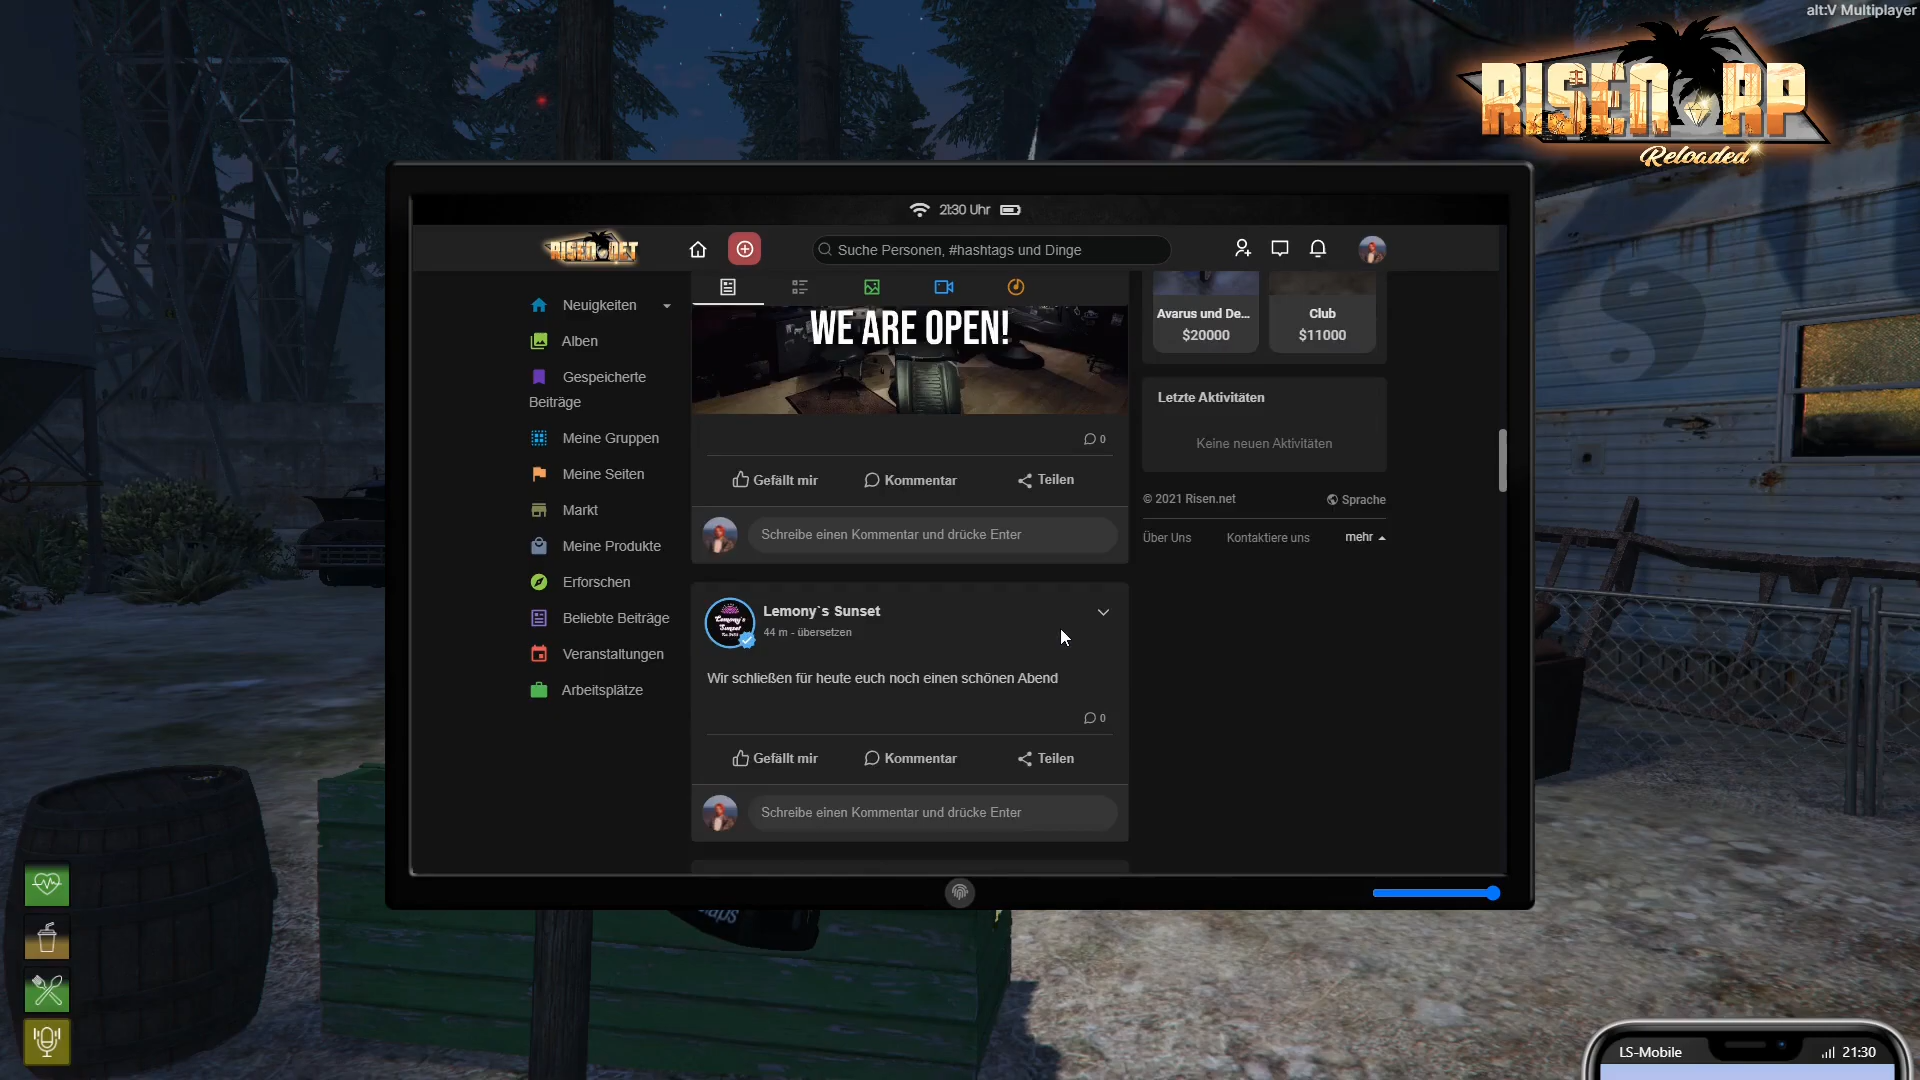 alt:V Multiplayer
RISEN RP
Reloaded
21:30 Uhr
RISEN.NET
Suche Personen, #hashtags und Dinge
Neuigkeiten
Alben
Gespeicherte
Beiträge
Meine Gruppen
Meine Seiten
Markt
Meine Produkte
Erforschen
Beliebte Beiträge
Veranstaltungen
Arbeitsplätze
WE ARE OPEN!
0
Gefällt mir
Kommentar
Teilen
Schreibe einen Kommentar und drücke Enter
Lemony`s Sunset
Lemony's
Sunset
44 m - übersetzen
Wir schließen für heute euch noch einen schönen Abend
0
Gefällt mir
Kommentar
Teilen
Schreibe einen Kommentar und drücke Enter
Avarus und De...
$20000
Club
$11000
Letzte Aktivitäten
Keine neuen Aktivitäten
© 2021 Risen.net
Sprache
Über Uns
Kontaktiere uns
mehr
LS-Mobile
21:30